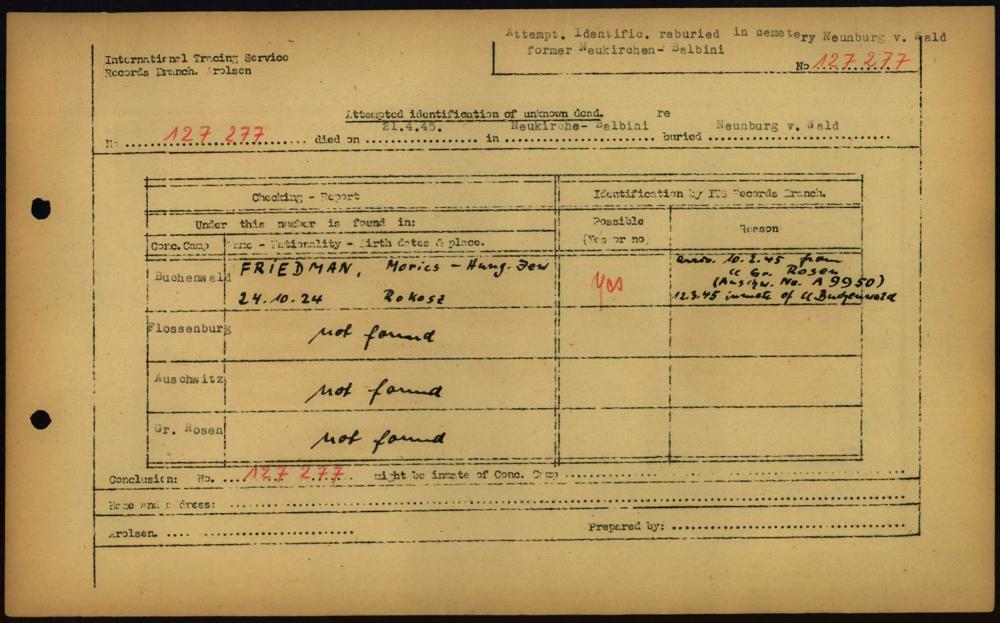 Attempt. Identific. reburied in cemetery Neunburg v. Wald
former Neukirchen- Balbini
No 127 277
International Tracing Service
Records Branch. Arolsen
Attempted identification of unknown dead.
No 127 277 died on 21.4.45. in Neukirche- Balbini re buried Neunburg v. Wald
Checking - Report
Identification by ITS Records Branch.
Under this number is found in:
Possible (Yes or no)
Reason
Conc.Camp
Name - Nationality - Birth dates & place.
Buchenwald
FRIEDMAN, Morics - Hung. Jew
24.10.24 Rokosz
Yes
arriv. 10.2.45 from
CC Gr. Rosen
(Auschw. No. A 9950)
12.3.45 inmate of CC Buchenwald
Flossenburg
not found
Auschwitz
not found
Gr. Rosen
not found
Conclusion: No. ... 127 277 might be inmate of Conc. Camp
Name and address:
Arolsen.
Prepared by: